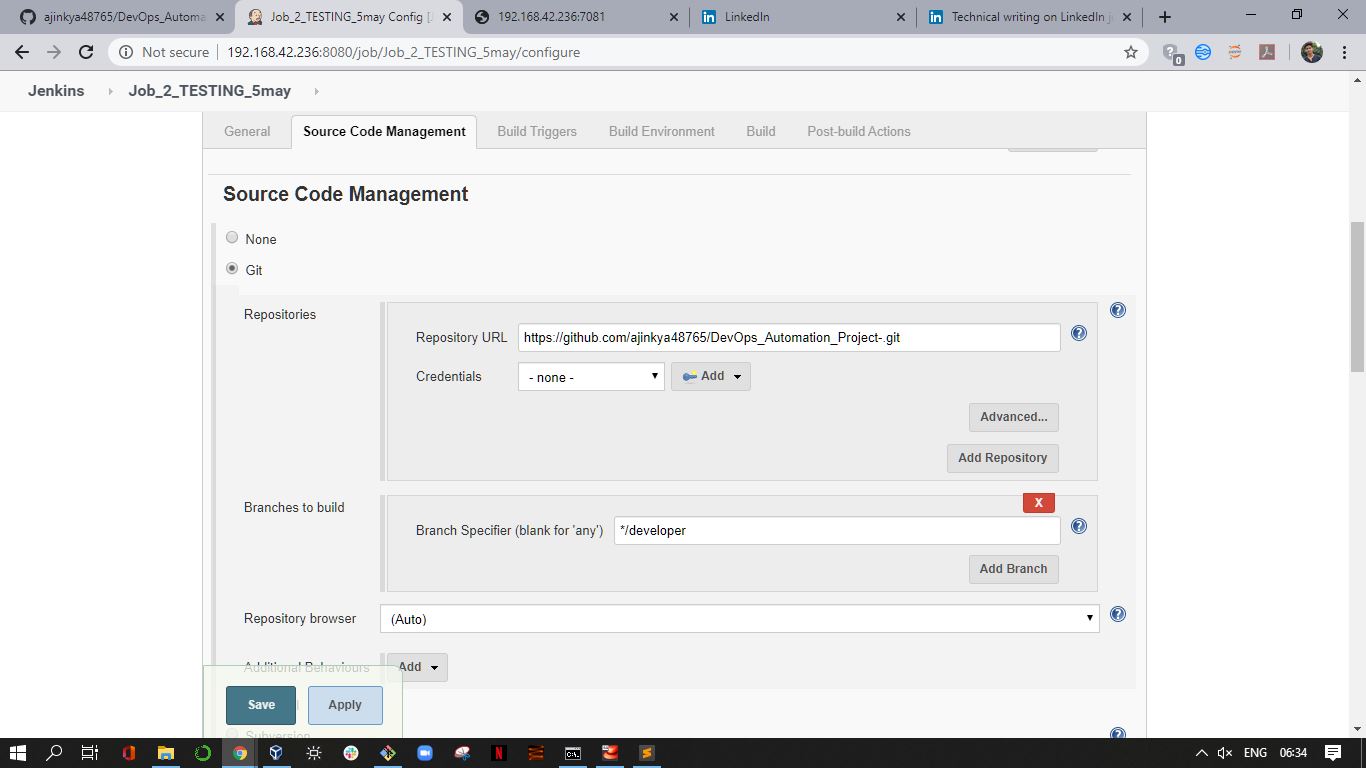 ajinkya48765/DevOps_Automa
Job_2_TESTING_5may Config [J
192.168.42.236:7081
LinkedIn
Technical writing on LinkedIn ju
Not secure
192.168.42.236:8080/job/Job_2_TESTING_5may/configure
0
Jenkins
Job_2_TESTING_5may
General
Source Code Management
Build Triggers
Build Environment
Build
Post-build Actions
Source Code Management
None
Git
Repositories
Repository URL
https://github.com/ajinkya48765/DevOps_Automation_Project-.git
Credentials
- none -
Add
Advanced...
Add Repository
Branches to build
X
Branch Specifier (blank for 'any')
*/developer
Add Branch
Repository browser
(Auto)
Additional Behaviours
Add
Save
Apply
Subversion
ENG
06:34